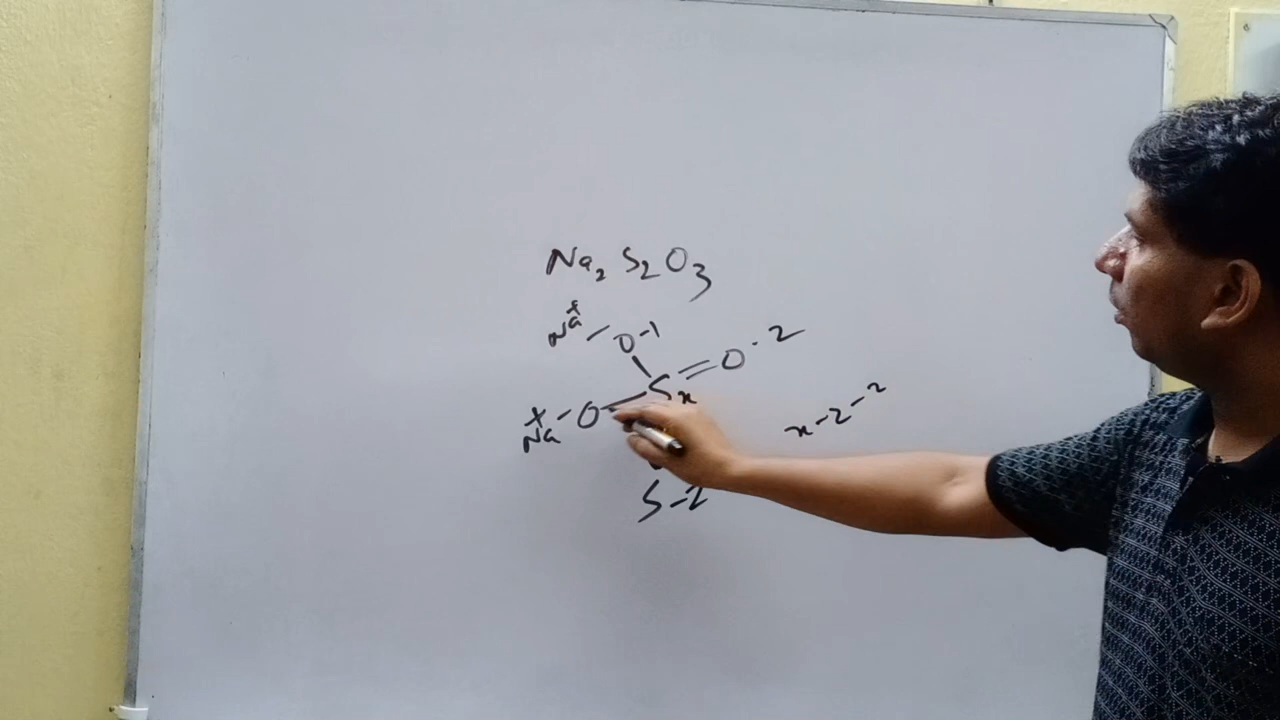 Na₂ S₂ O₃
Na⁺ – O⁻¹
S x = O⁻²
Na⁺ – O –
x – 2 – 2
S – 2